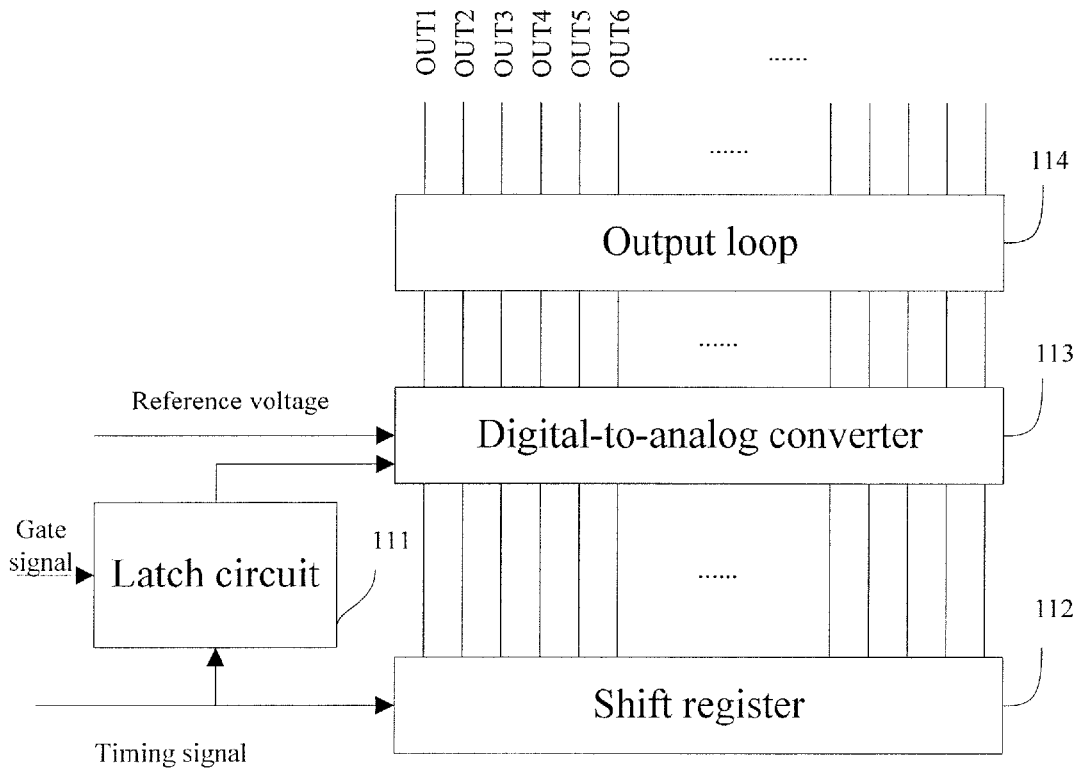 OUT1
OUT2
OUT3
OUT4
OUT5
OUT6
......
......
114
Output loop
......
113
Reference voltage
Digital-to-analog converter
Gate
signal
111
Latch circuit
......
112
Shift register
Timing signal